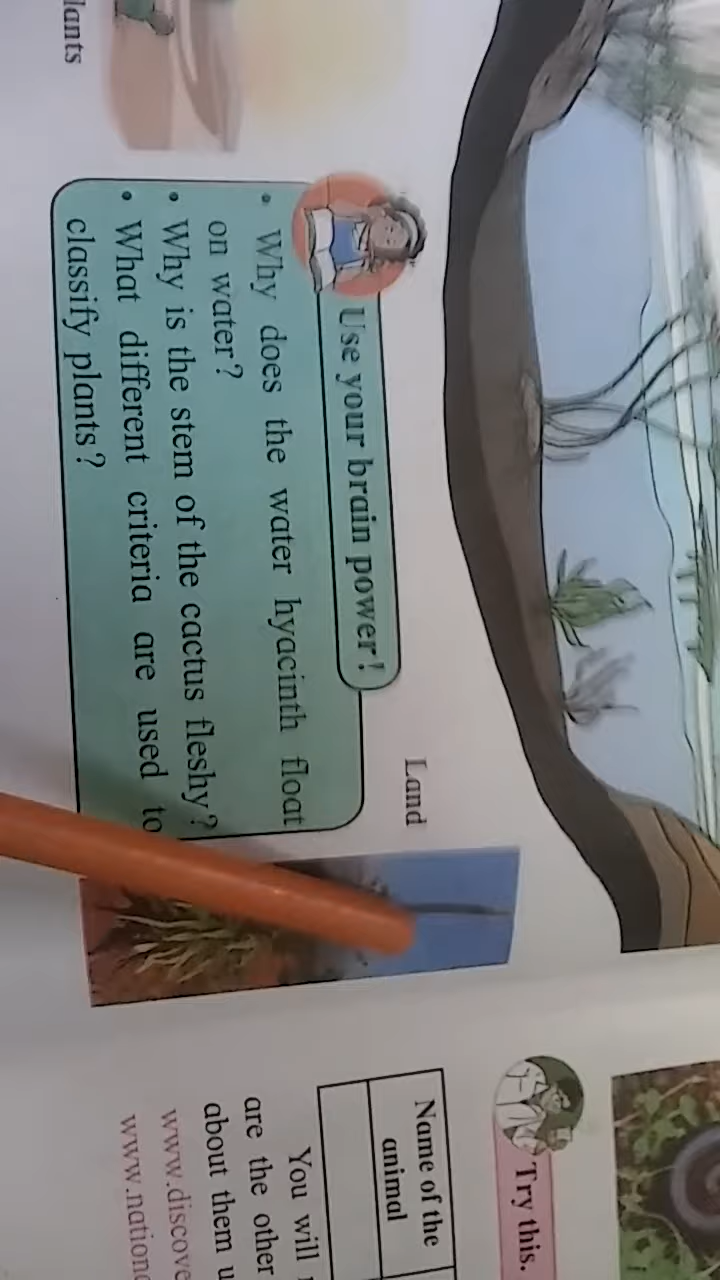 lants
Use your brain power!
• Why does the water hyacinth float
on water?
• Why is the stem of the cactus fleshy?
• What different criteria are used to
classify plants?
Land
Try this.
Name of the
animal
You will
are the other
about them
www.discove
www.nation